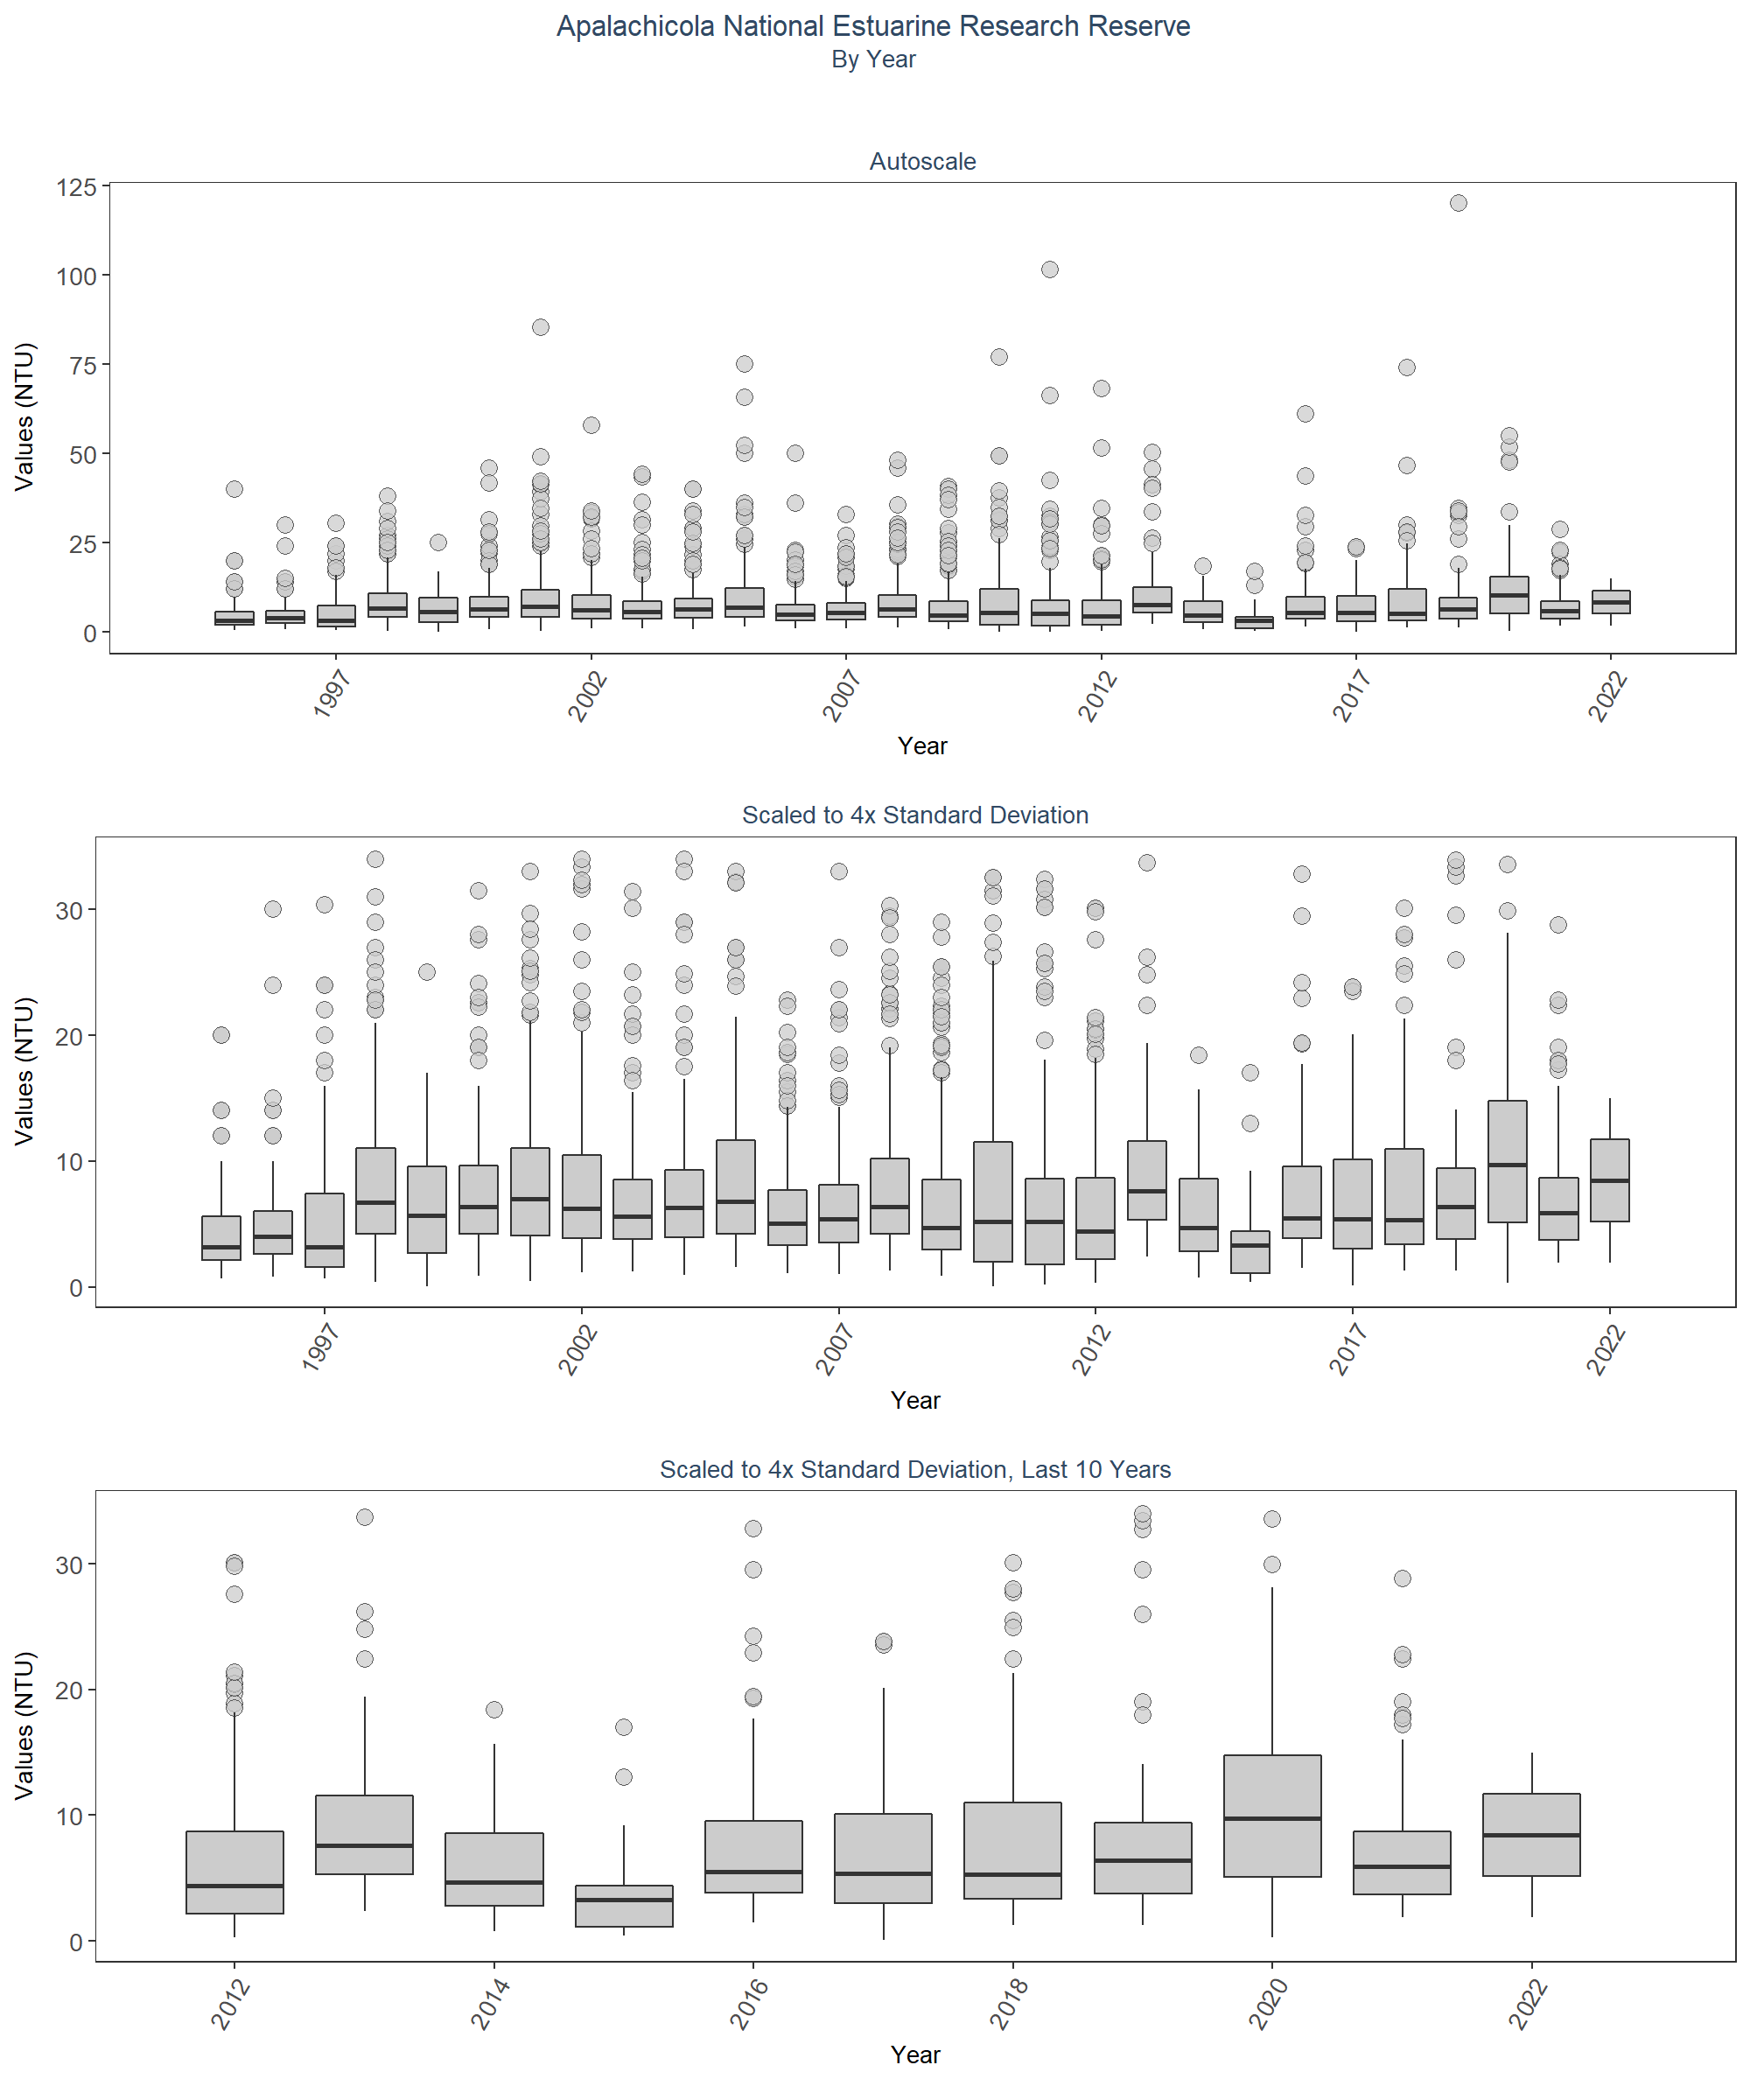 Apalachicola National Estuarine Research Reserve
By Year
Autoscale
Values (NTU)
125
100
75
50
25
0
1997 2002 2007 2012 2017 2022
Year
Scaled to 4x Standard Deviation
Values (NTU)
30
20
10
0
1997 2002 2007 2012 2017 2022
Year
Scaled to 4x Standard Deviation, Last 10 Years
Values (NTU)
30
20
10
0
2012 2014 2016 2018 2020 2022
Year